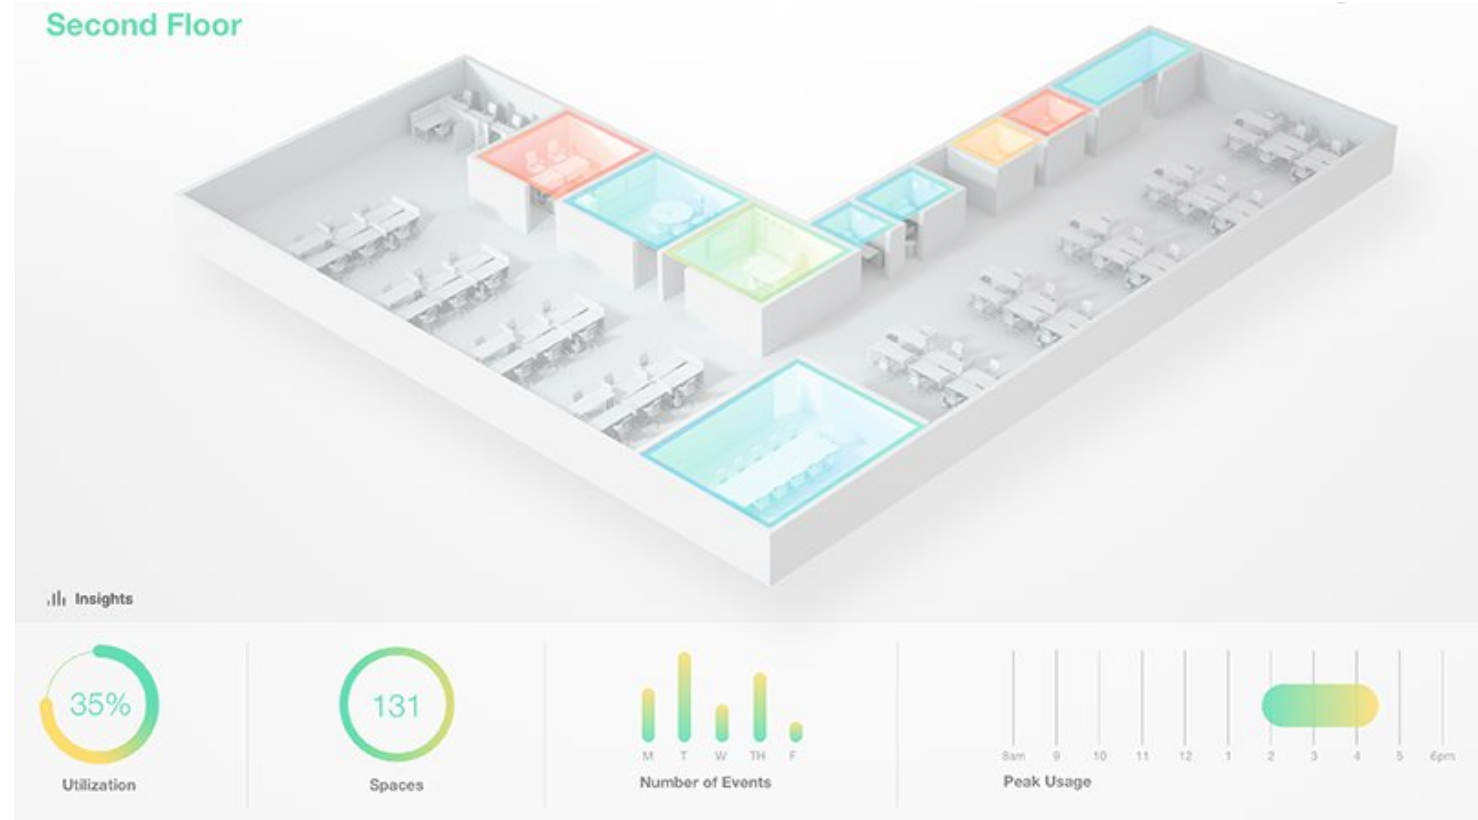 Second Floor
Insights
35%
Utilization
131
Spaces
M T W TH F
Number of Events
8am 9 10 11 12 1 2 3 4 5 6pm
Peak Usage